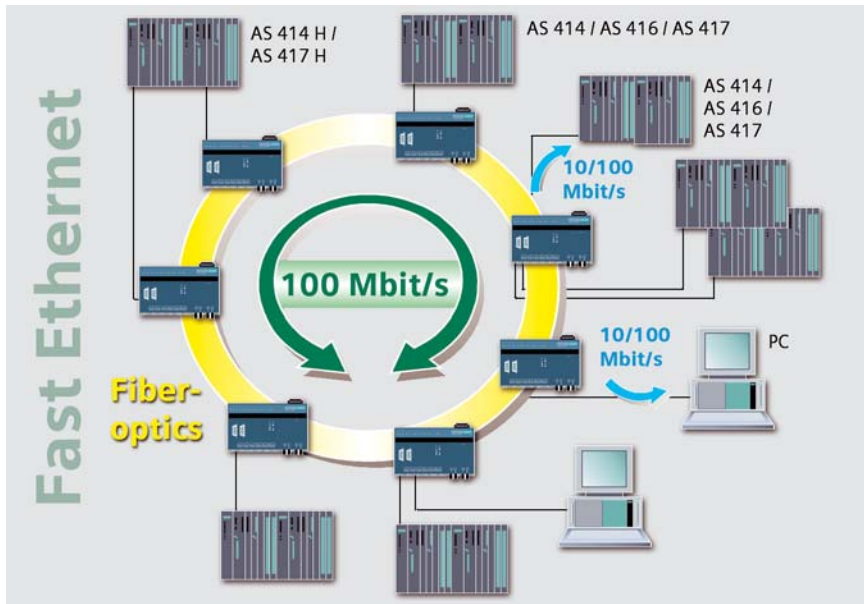 Fast Ethernet
AS 414 H /
AS 417 H
AS 414 / AS 416 / AS 417
AS 414 /
AS 416 /
AS 417
10/100
Mbit/s
100 Mbit/s
10/100
Mbit/s
PC
Fiber-
optics